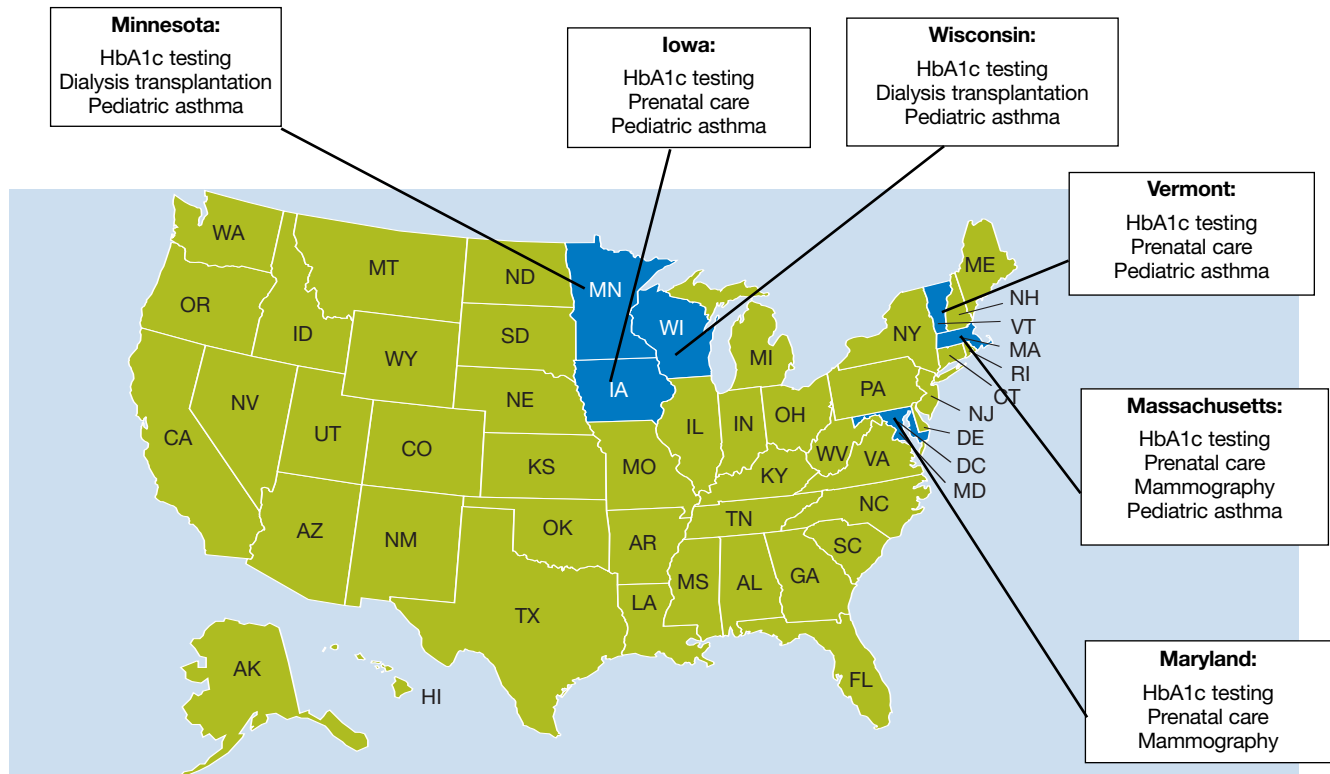 Minnesota:
HbA1c testing
Dialysis transplantation
Pediatric asthma
Iowa:
HbA1c testing
Prenatal care
Pediatric asthma
Wisconsin:
HbA1c testing
Dialysis transplantation
Pediatric asthma
Vermont:
HbA1c testing
Prenatal care
Pediatric asthma
Massachusetts:
HbA1c testing
Prenatal care
Mammography
Pediatric asthma
Maryland:
HbA1c testing
Prenatal care
Mammography
WA
OR
CA
ID
NV
MT
WY
UT
AZ
CO
NM
ND
SD
NE
KS
OK
TX
MN
IA
MO
AR
LA
WI
IL
MS
MI
IN
KY
TN
AL
OH
WV
VA
NC
SC
GA
FL
PA
NY
ME
NH
VT
MA
RI
CT
NJ
DE
DC
MD
AK
HI